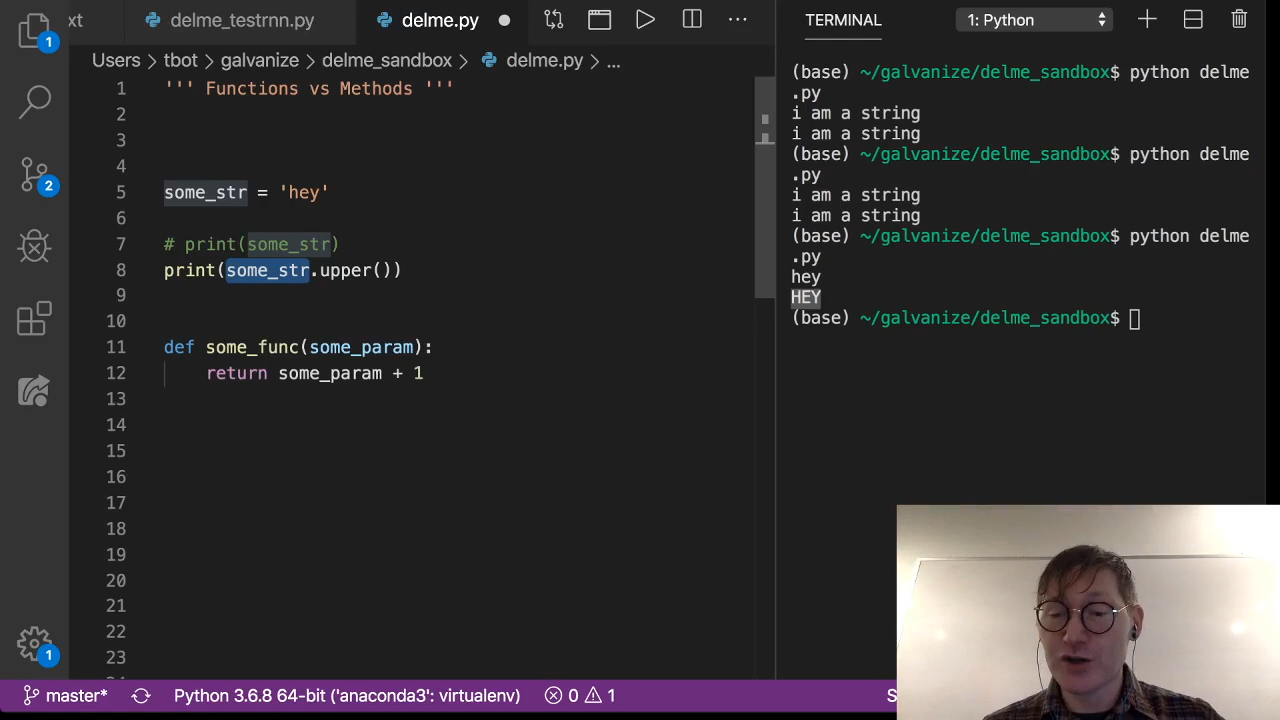 xt
delme_testrnn.py
delme.py
TERMINAL
1: Python
Users > tbot > galvanize > delme_sandbox > delme.py > ...
1 ''' Functions vs Methods '''
2
3
4
5 some_str = 'hey'
6
7 # print(some_str)
8 print(some_str.upper())
9
10
11 def some_func(some_param):
12 return some_param + 1
13
14
15
16
17
18
19
20
21
22
23
(base) ~/galvanize/delme_sandbox$ python delme
.py
i am a string
i am a string
(base) ~/galvanize/delme_sandbox$ python delme
.py
i am a string
i am a string
(base) ~/galvanize/delme_sandbox$ python delme
.py
hey
HEY
(base) ~/galvanize/delme_sandbox$
1
2
1
master*
Python 3.6.8 64-bit ('anaconda3': virtualenv)
0
1
S